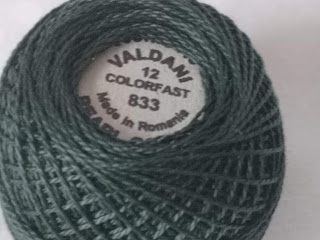 VALDANI
12
COLORFAST
833
Made in Romania